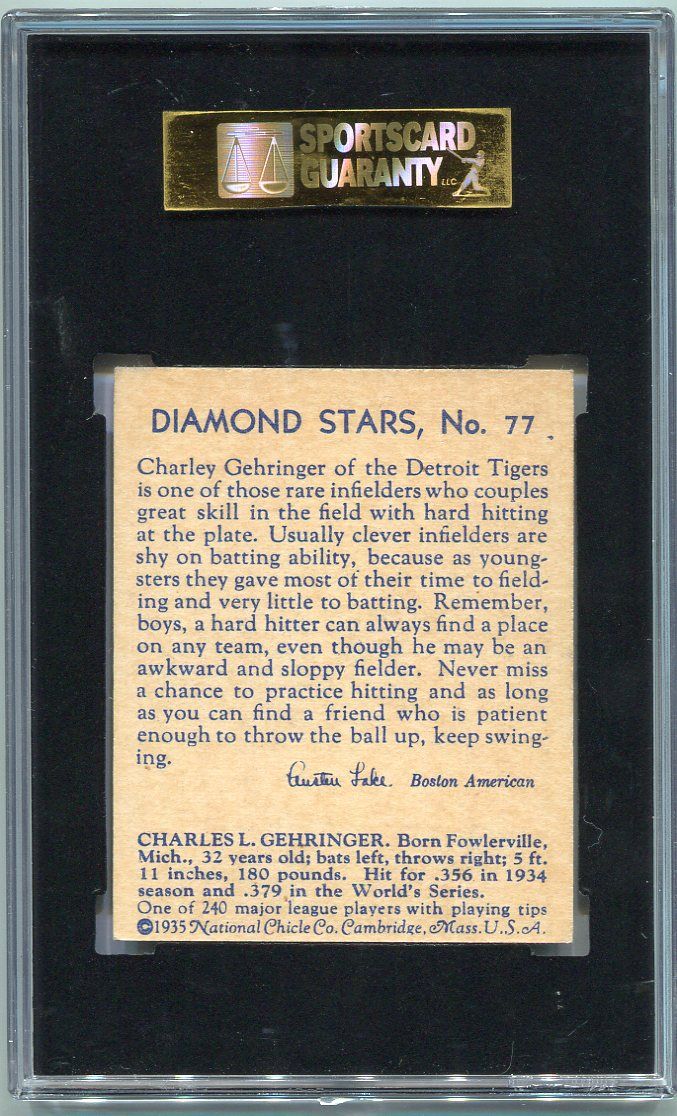 SPORTSCARD
GUARANTY LLC
DIAMOND STARS, No. 77
Charley Gehringer of the Detroit Tigers
is one of those rare infielders who couples
great skill in the field with hard hitting
at the plate. Usually clever infielders are
shy on batting ability, because as young-
sters they gave most of their time to field-
ing and very little to batting. Remember,
boys, a hard hitter can always find a place
on any team, even though he may be an
awkward and sloppy fielder. Never miss
a chance to practice hitting and as long
as you can find a friend who is patient
enough to throw the ball up, keep swing-
ing.
Austen Lake. Boston American
CHARLES L. GEHRINGER. Born Fowlerville,
Mich., 32 years old; bats left, throws right; 5 ft.
11 inches, 180 pounds. Hit for .356 in 1934
season and .379 in the World's Series.
One of 240 major league players with playing tips
©1935 National Chicle Co. Cambridge, Mass. U.S.A.